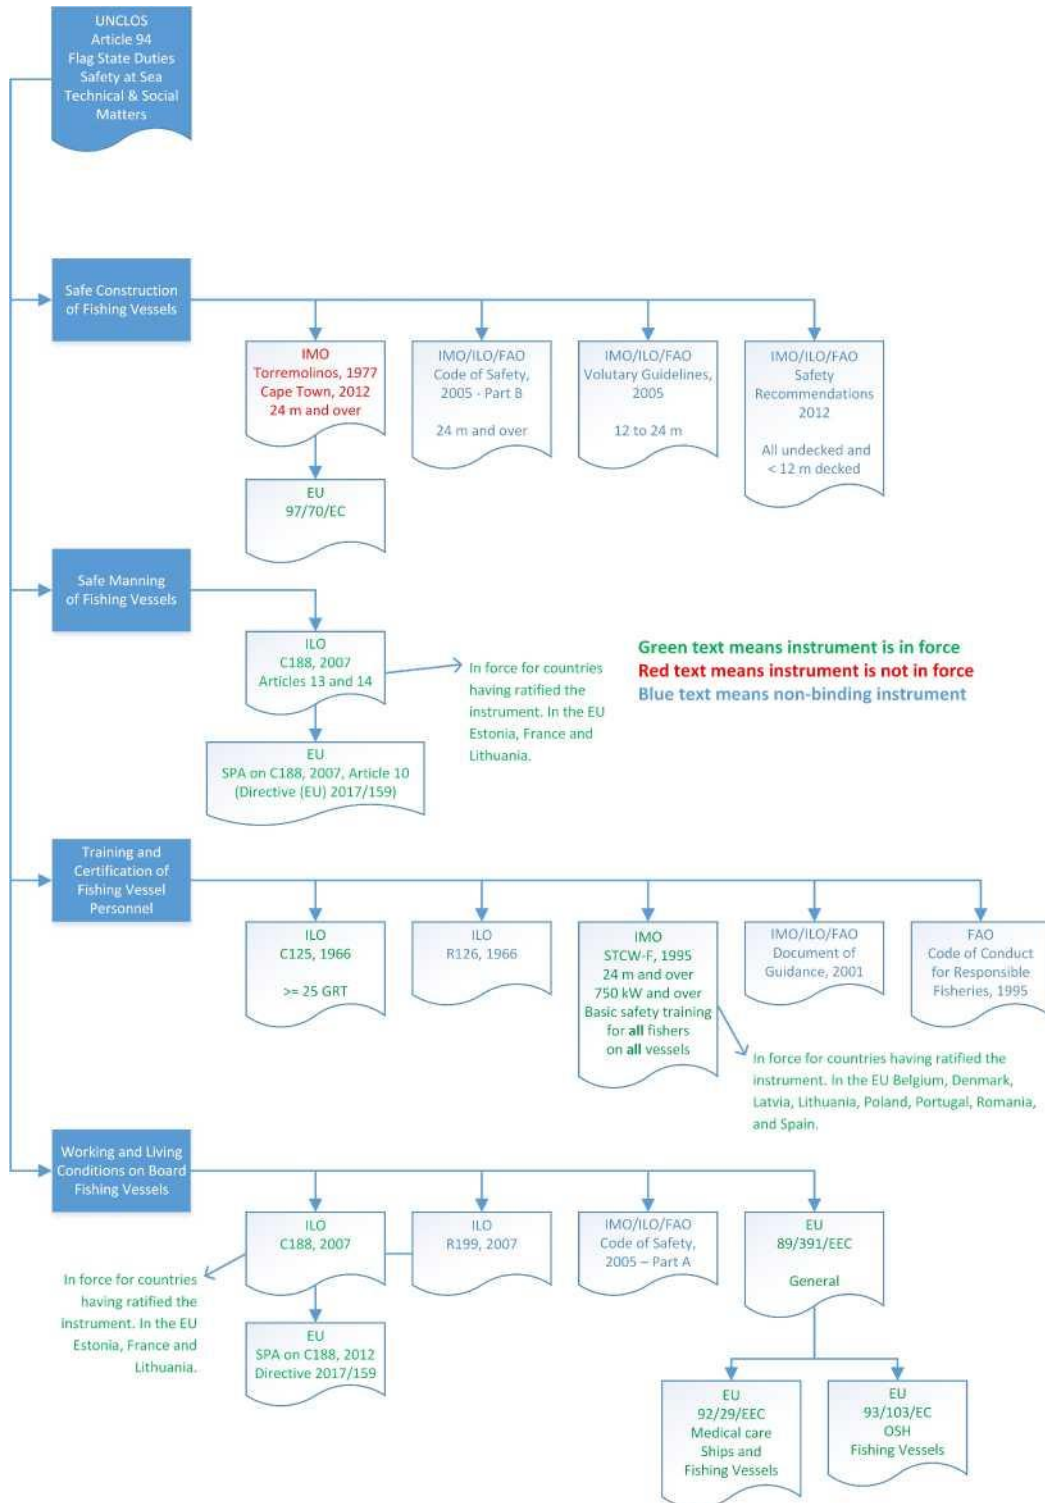 UNCLOS
Article 94
Flag State Duties
Safety at Sea
Technical & Social
Matters
Safe Construction
of Fishing Vessels
IMO
Torremolinos, 1977
Cape Town, 2012
24 m and over
IMO/ILO/FAO
Code of Safety,
2005 - Part B
24 m and over
IMO/ILO/FAO
Volutary Guidelines,
2005
12 to 24 m
IMO/ILO/FAO
Safety
Recommendations
2012
All undecked and
< 12 m decked
EU
97/70/EC
Safe Manning
of Fishing Vessels
ILO
C188, 2007
Articles 13 and 14
In force for countries
having ratified the
instrument. In the EU
Estonia, France and
Lithuania.
Green text means instrument is in force
Red text means instrument is not in force
Blue text means non-binding instrument
EU
SPA on C188, 2007, Article 10
(Directive (EU) 2017/159)
Training and
Certification of
Fishing Vessel
Personnel
ILO
C125, 1966
>= 25 GRT
ILO
R126, 1966
IMO
STCW-F, 1995
24 m and over
750 kW and over
Basic safety training
for all fishers
on all vessels
IMO/ILO/FAO
Document of
Guidance, 2001
FAO
Code of Conduct
for Responsible
Fisheries, 1995
In force for countries having ratified the
instrument. In the EU Belgium, Denmark,
Latvia, Lithuania, Poland, Portugal, Romania,
and Spain.
Working and Living
Conditions on Board
Fishing Vessels
ILO
C188, 2007
ILO
R199, 2007
IMO/ILO/FAO
Code of Safety,
2005 – Part A
EU
89/391/EEC
General
In force for countries
having ratified the
instrument. In the EU
Estonia, France and
Lithuania.
EU
SPA on C188, 2012
Directive 2017/159
EU
92/29/EEC
Medical care
Ships and
Fishing Vessels
EU
93/103/EC
OSH
Fishing Vessels